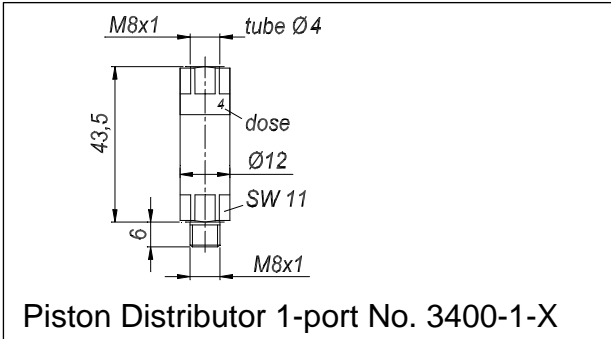 M8x1 tube Ø4
43,5
4
dose
Ø12
SW 11
6
M8x1
Piston Distributor 1-port No. 3400-1-X